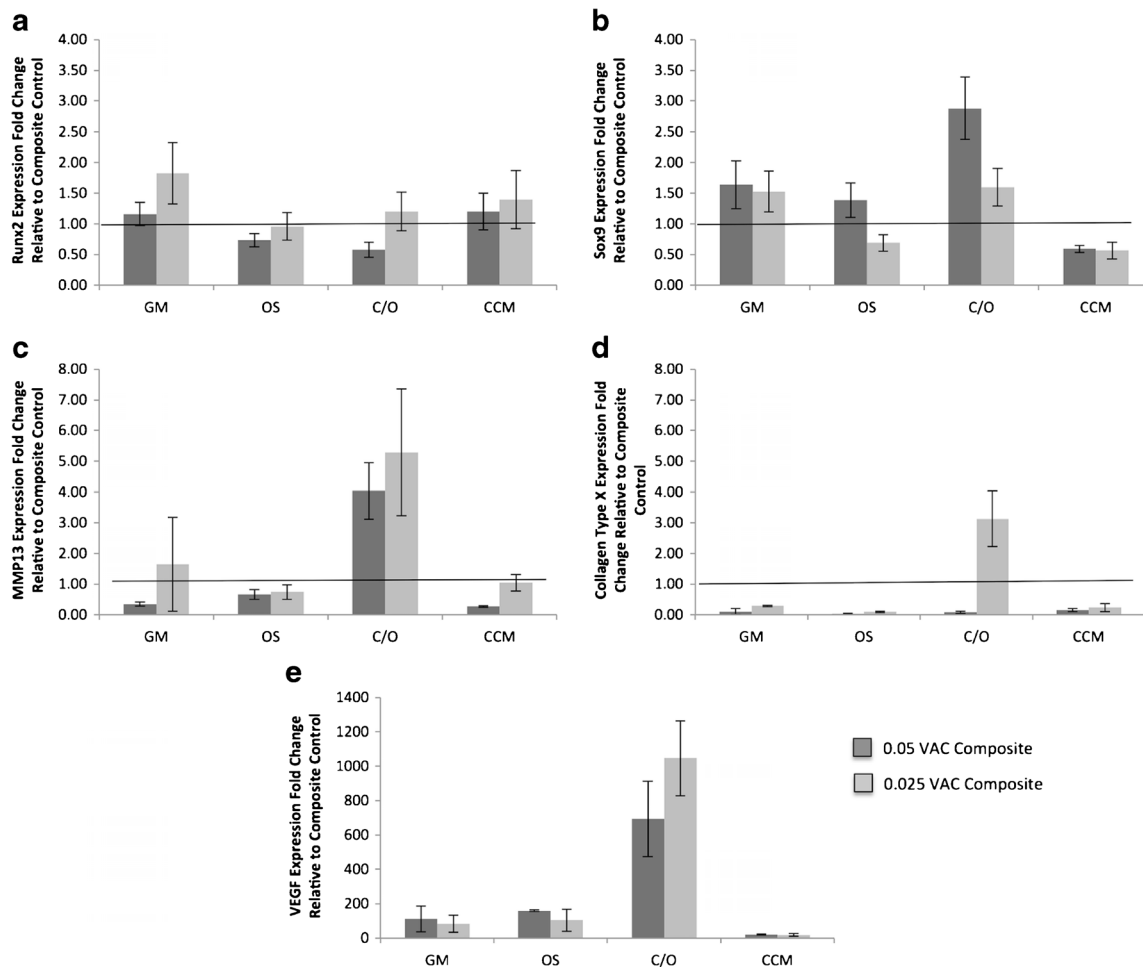 a
Runx2 Expression Fold Change
Relative to Composite Control
4.00
3.50
3.00
2.50
2.00
1.50
1.00
0.50
0.00
GM OS C/O CCM
b
Sox9 Expression Fold Change
Relative to Composite Control
4.00
3.50
3.00
2.50
2.00
1.50
1.00
0.50
0.00
GM OS C/O CCM
c
MMP13 Expression Fold Change
Relative to Composite Control
8.00
7.00
6.00
5.00
4.00
3.00
2.00
1.00
0.00
GM OS C/O CCM
d
Collagen Type X Expression Fold
Change Relative to Composite
Control
8.00
7.00
6.00
5.00
4.00
3.00
2.00
1.00
0.00
GM OS C/O CCM
e
VEGF Expression Fold Change
Relative to Composite Control
1400
1200
1000
800
600
400
200
0
GM OS C/O CCM
0.05 VAC Composite
0.025 VAC Composite